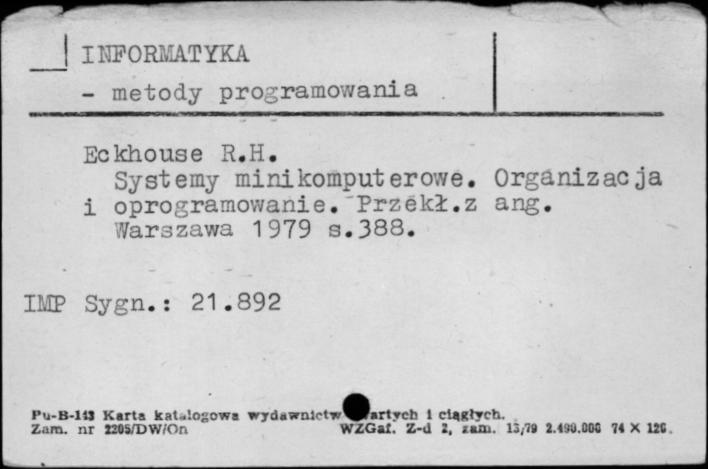 INFORMATYKA
- metody programowania
Eckhouse R.H.
Systemy minikomputerowe. Organizacja
i oprogramowanie. Przekł.z ang.
Warszawa 1979 s.388.
IMP Sygn.: 21.892
Pu-B-143 Karta katalogowa wydawnictw artych i ciągłych.
Zam. nr 2205/DW/On WZGaf. Z-d 2, zam. 13/79 2.490.000 74 X 126